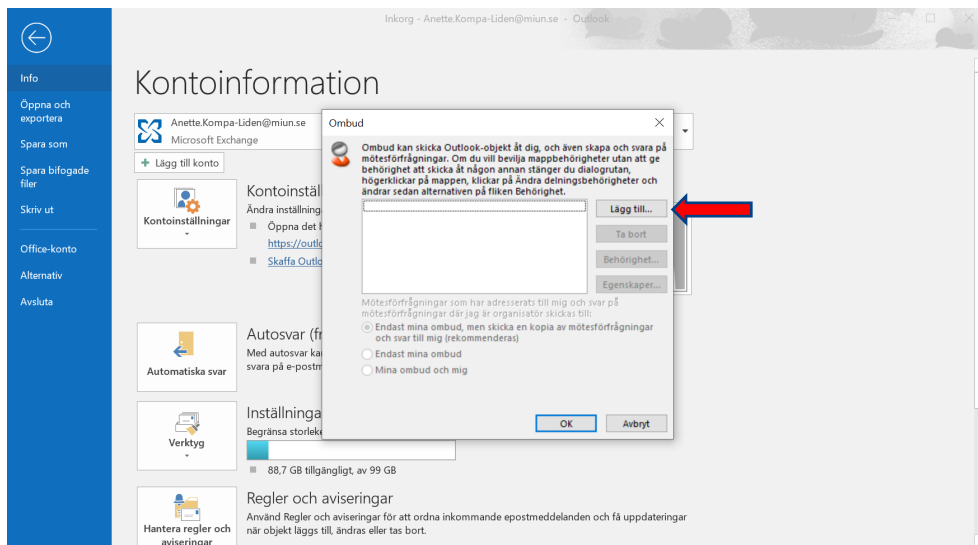 Inkorg - Anette.Kompa-Liden@miun.se - Outlook
Info
Öppna och
exportera
Spara som
Spara bifogade
filer
Skriv ut
Office-konto
Alternativ
Avsluta
Kontoinformation
Anette.Kompa-Liden@miun.se
Microsoft Exchange
Lägg till konto
Kontoinställningar
Kontoinstäl
Ändra inställning
Öppna det h
https://outlo
Skaffa Outlo
Automatiska svar
Autosvar (fr
Med autosvar ka
svara på e-postm
Verktyg
Inställninga
Begränsa storleke
88,7 GB tillgängligt, av 99 GB
Hantera regler och
aviseringar
Regler och aviseringar
Använd Regler och aviseringar för att ordna inkommande epostmeddelanden och få uppdateringar
när objekt läggs till, ändras eller tas bort.
Ombud
Ombud kan skicka Outlook-objekt åt dig, och även skapa och svara på
mötesförfrågningar. Om du vill bevilja mappbehörigheter utan att ge
behörighet att skicka åt någon annan stänger du dialogrutan,
högerklickar på mappen, klickar på Ändra delningsbehörigheter och
ändrar sedan alternativen på fliken Behörighet.
Lägg till...
Ta bort
Behörighet...
Egenskaper...
Mötesförfrågningar som har adresserats till mig och svar på
mötesförfrågningar där jag är organisatör skickas till:
Endast mina ombud, men skicka en kopia av mötesförfrågningar
och svar till mig (rekommenderas)
Endast mina ombud
Mina ombud och mig
OK
Avbryt